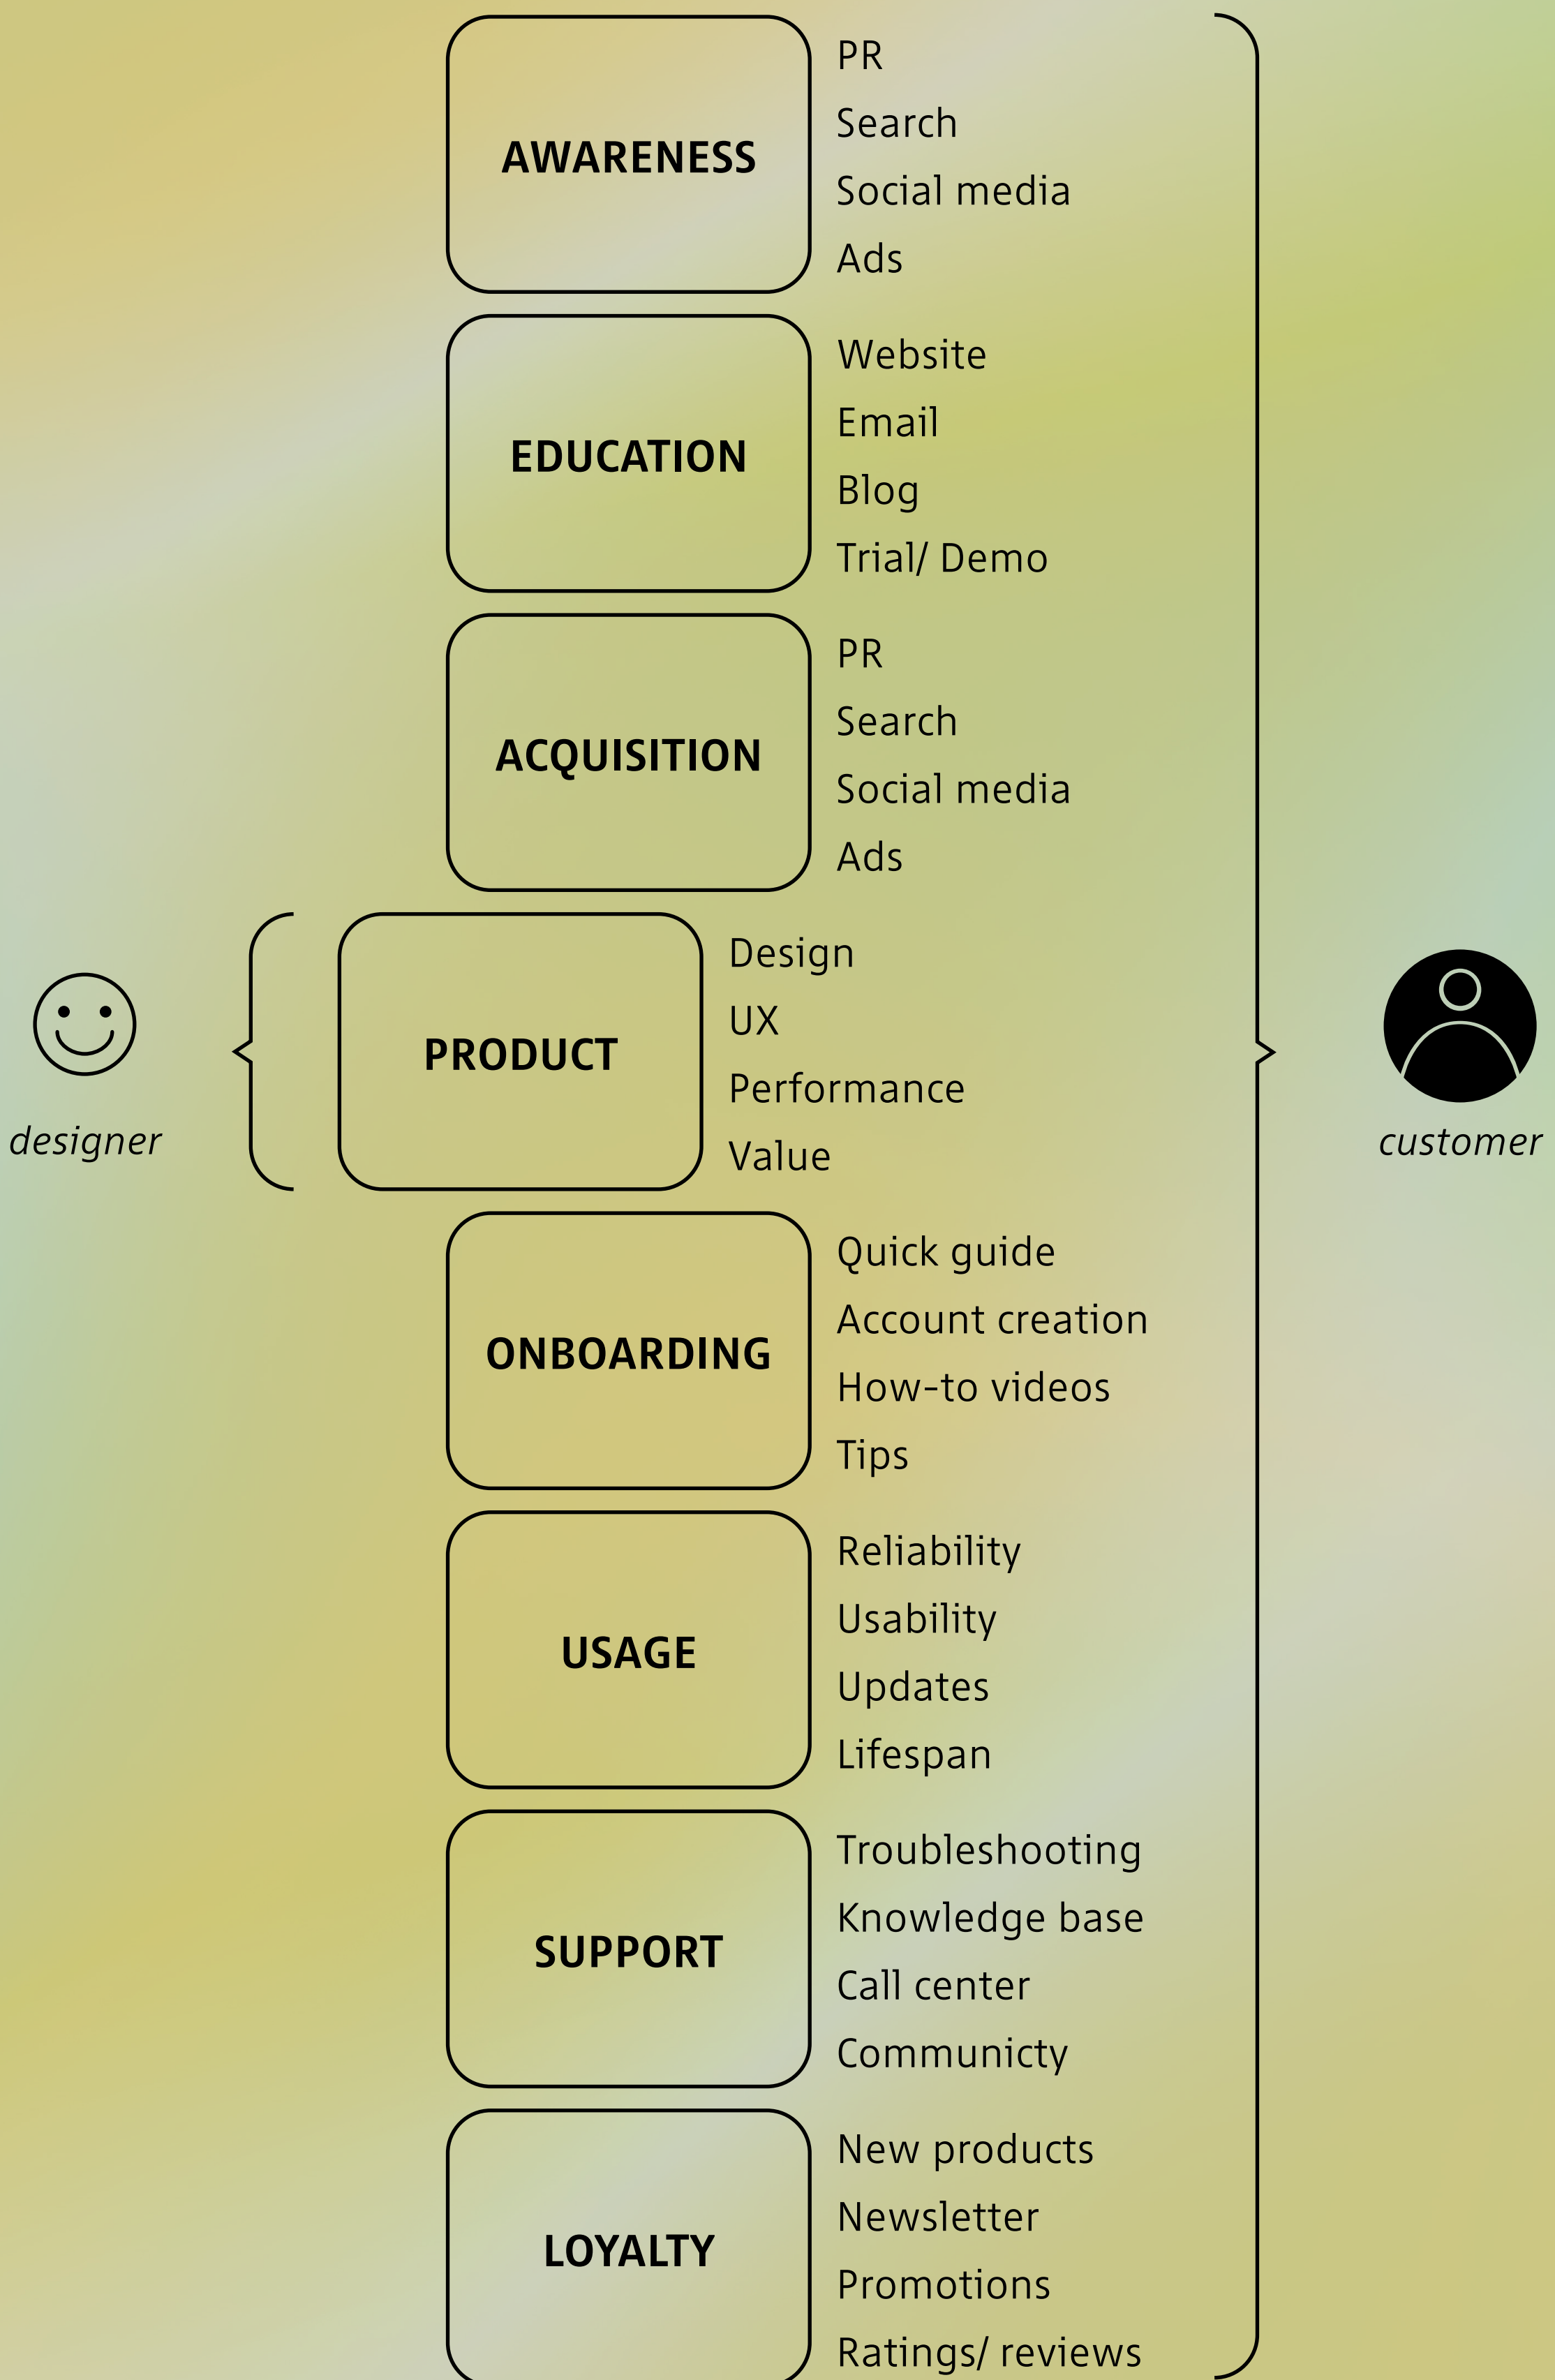 AWARENESS
PR
Search
Social media
Ads
EDUCATION
Website
Email
Blog
Trial/ Demo
ACQUISITION
PR
Search
Social media
Ads
designer
PRODUCT
Design
UX
Performance
Value
customer
ONBOARDING
Quick guide
Account creation
How-to videos
Tips
USAGE
Reliability
Usability
Updates
Lifespan
SUPPORT
Troubleshooting
Knowledge base
Call center
Communicty
LOYALTY
New products
Newsletter
Promotions
Ratings/ reviews